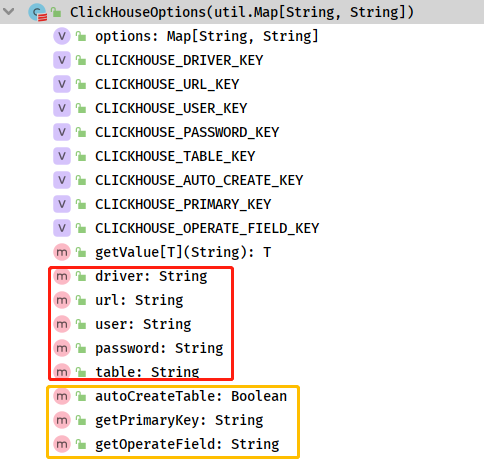 ClickHouseOptions(util.Map[String, String])
options: Map[String, String]
CLICKHOUSE_DRIVER_KEY
CLICKHOUSE_URL_KEY
CLICKHOUSE_USER_KEY
CLICKHOUSE_PASSWORD_KEY
CLICKHOUSE_TABLE_KEY
CLICKHOUSE_AUTO_CREATE_KEY
CLICKHOUSE_PRIMARY_KEY
CLICKHOUSE_OPERATE_FIELD_KEY
getValue[T](String): T
driver: String
url: String
user: String
password: String
table: String
autoCreateTable: Boolean
getPrimaryKey: String
getOperateField: String